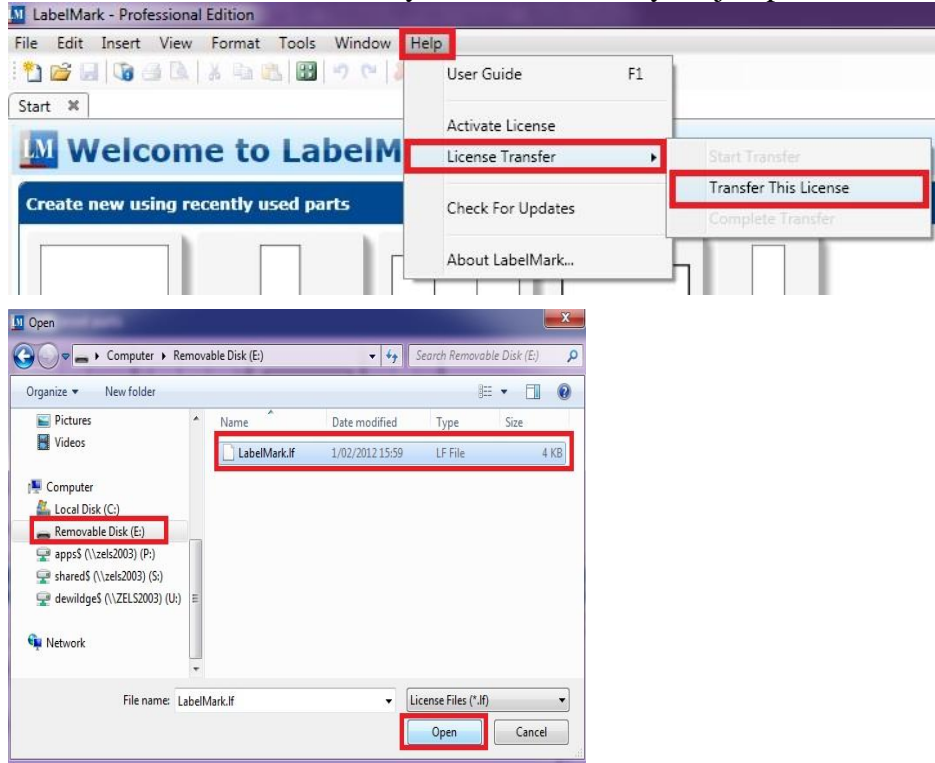 LabelMark - Professional Edition
File Edit Insert View Format Tools Window Help
User Guide F1
Start
Activate License
Welcome to LabelM
License Transfer
Start Transfer
Transfer This License
Create new using recently used parts
Check For Updates
Complete Transfer
About LabelMark...
Open
Computer Removable Disk (E:)
Search Removable Disk (E:)
Organize New folder
Pictures
Name Date modified Type Size
Videos
LabelMark.lf 1/02/2012 15:59 LF File 4 KB
Computer
Local Disk (C:)
Removable Disk (E:)
apps$ (\\zels2003) (P:)
shared$ (\\zels2003) (S:)
dewildge$ (\\ZELS2003) (U:)
Network
File name: LabelMark.lf
License Files (*.lf)
Open Cancel